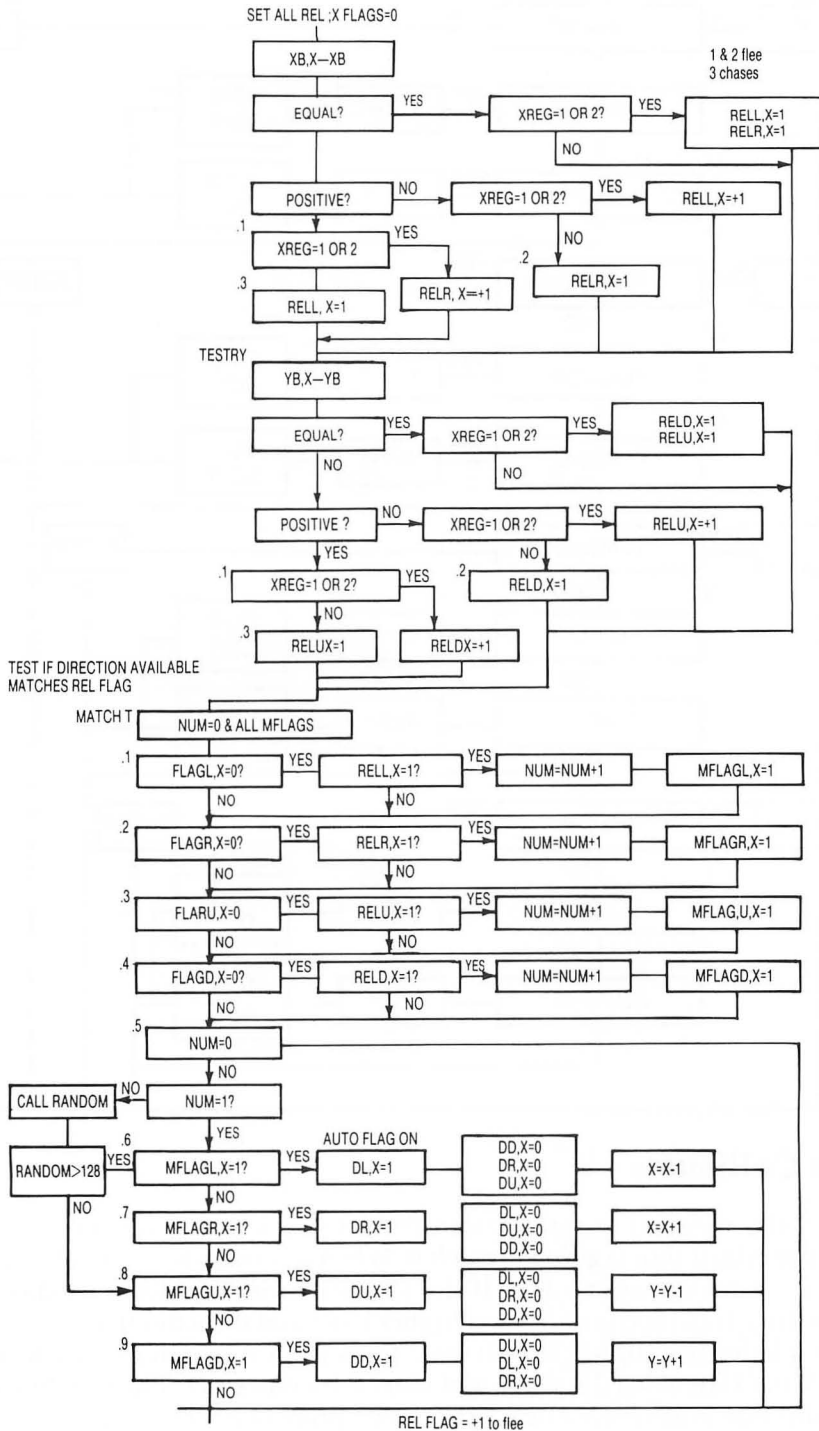 SET ALL REL ;X FLAGS=0
XB,X—XB
1 & 2 flee
3 chases
EQUAL?
YES
XREG=1 OR 2?
YES
RELL,X=1
RELR,X=1
NO
POSITIVE?
NO
XREG=1 OR 2?
YES
RELL,X=+1
.1
XREG=1 OR 2
YES
NO
.2
RELR,X=1
.3
RELL, X=1
RELR, X=+1
TESTRY
YB,X—YB
EQUAL?
YES
XREG=1 OR 2?
YES
RELD,X=1
RELU,X=1
NO
NO
POSITIVE ?
NO
XREG=1 OR 2?
YES
RELU,X=+1
YES
NO
.1
XREG=1 OR 2?
YES
.2
RELD,X=1
NO
.3
RELUX=1
RELDX=+1
TEST IF DIRECTION AVAILABLE
MATCHES REL FLAG
MATCH T
NUM=0 & ALL MFLAGS
.1
FLAGL,X=0?
YES
RELL,X=1?
YES
NUM=NUM+1
MFLAGL,X=1
NO
NO
.2
FLAGR,X=0?
YES
RELR,X=1?
YES
NUM=NUM+1
MFLAGR,X=1
NO
NO
.3
FLARU,X=0
YES
RELU,X=1?
YES
NUM=NUM+1
MFLAG,U,X=1
NO
NO
.4
FLAGD,X=0?
YES
RELD,X=1?
YES
NUM=NUM+1
MFLAGD,X=1
NO
NO
.5
NUM=0
NO
CALL RANDOM
NO
NUM=1?
YES
AUTO FLAG ON
RANDOM>128
YES
.6
MFLAGL,X=1?
YES
DL,X=1
DD,X=0
DR,X=0
DU,X=0
X=X-1
NO
NO
.7
MFLAGR,X=1?
YES
DR,X=1
DL,X=0
DU,X=0
DD,X=0
X=X+1
NO
.8
MFLAGU,X=1?
YES
DU,X=1
DL,X=0
DR,X=0
DD,X=0
Y=Y-1
NO
.9
MFLAGD,X=1
YES
DD,X=1
DU,X=0
DL,X=0
DR,X=0
Y=Y+1
NO
REL FLAG = +1 to flee